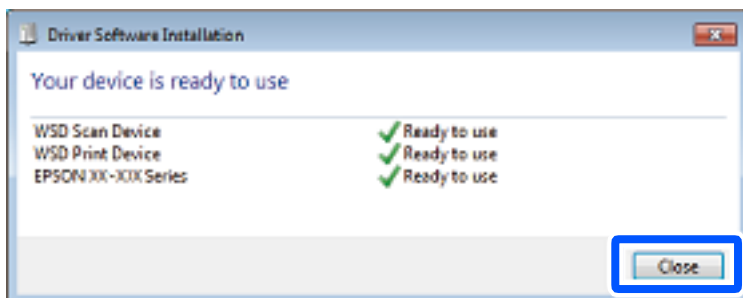 Driver Software Installation
Your device is ready to use
WSD Scan Device Ready to use
WSD Print Device Ready to use
EPSON XX-XXX Series Ready to use
Close